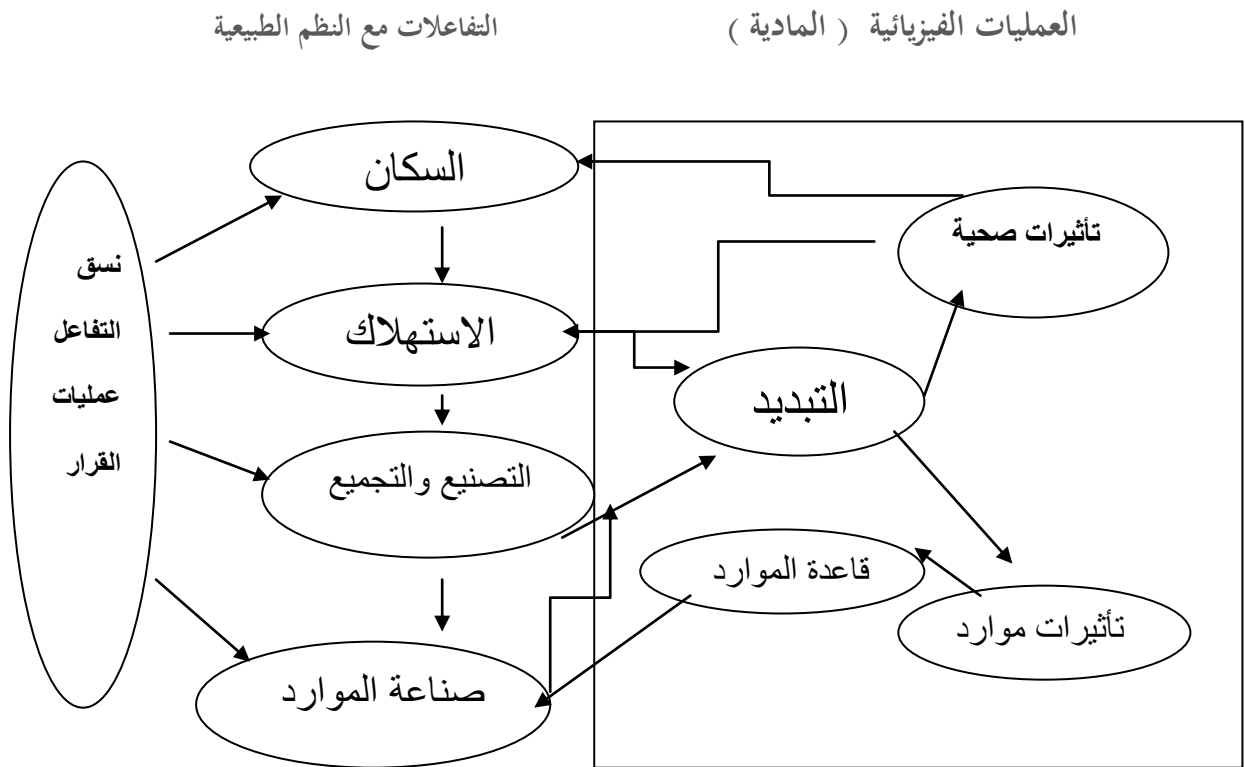 العمليات الفيزيائية ( المادية )
التفاعلات مع النظم الطبيعية
السكان
تأثيرات صحية
نسق
التفاعل
عمليات
القرار
الاستهلاك
التبديد
التصنيع والتجميع
قاعدة الموارد
تأثيرات موارد
صناعة الموارد